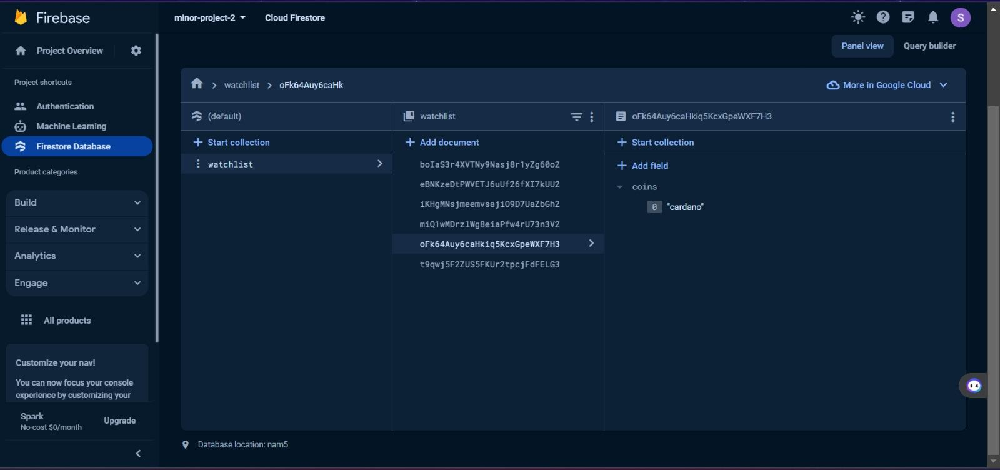 Firebase
minor-project-2
Cloud Firestore
S
Project Overview
Panel view
Query builder
Project shortcuts
Authentication
Machine Learning
Firestore Database
Product categories
Build
Release & Monitor
Analytics
Engage
All products
Customize your nav!
You can now focus your console
experience by customizing your
Spark
No-cost $0/month
Upgrade
watchlist
oFk64Auy6caHk.
More in Google Cloud
(default)
Start collection
watchlist
watchlist
Add document
boIaS3r4XVTNy9Nasj8r1yZg60o2
eBNKzeDtPWVETJ6uUf26fXI7kUU2
iKHgMNsjmeemvsajiO9D7UaZbGh2
miQ1wMDrzlWg8eiaPfw4rU73n3V2
oFk64Auy6caHkiq5KcxGpeWXF7H3
t9qwj5F2ZUS5FKUr2tpcjFdFELG3
oFk64Auy6caHkiq5KcxGpeWXF7H3
Start collection
Add field
coins
0 "cardano"
Database location: nam5